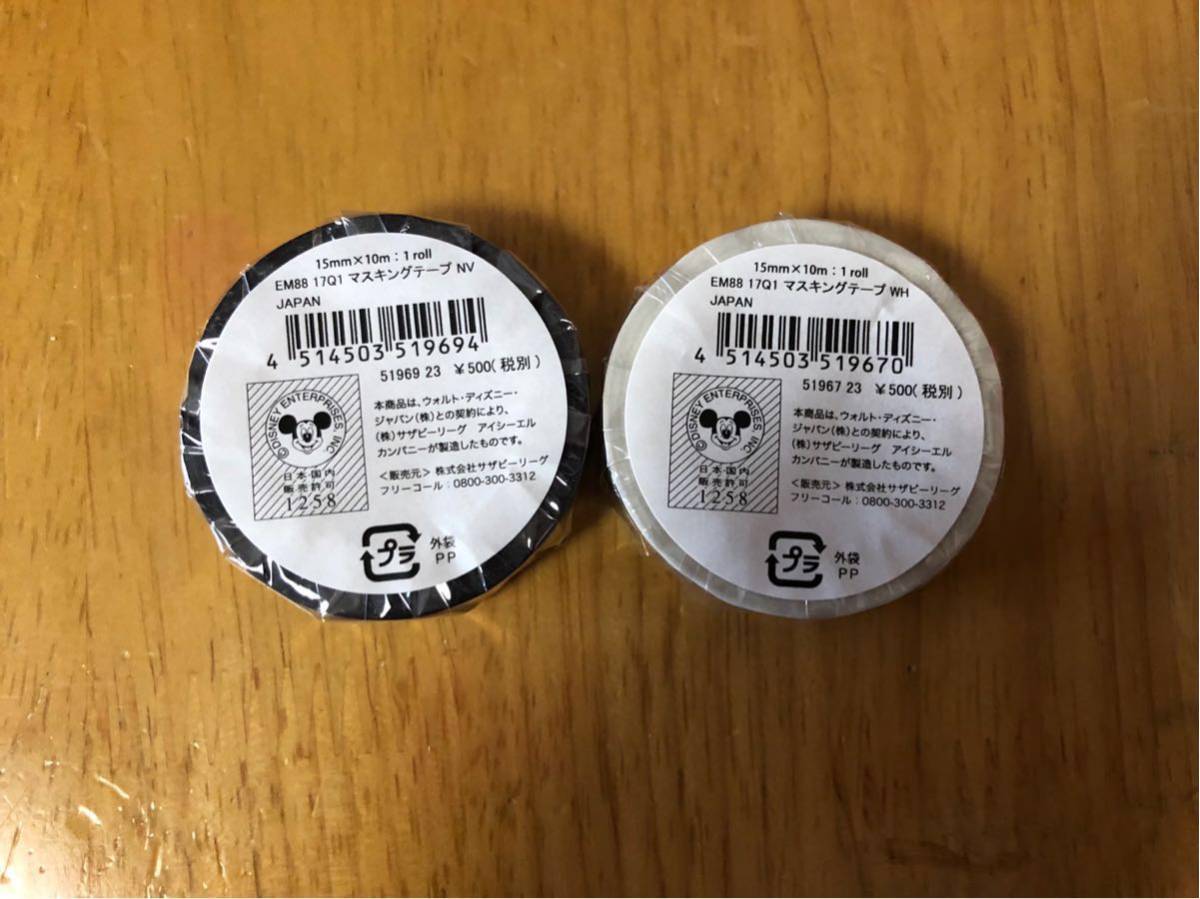 15mm×10m：1 roll
EM88 17Q1 マスキングテープ NV
JAPAN
4 514503 519694
51969 23 ￥500(税別)
©DISNEY ENTERPRISES, INC.
日本国内
販売許可
1258
本商品は、ウォルト・ディズニー・
ジャパン(株)との契約により、
(株)サザビーリーグ アイシーエル
カンパニーが製造したものです。
＜販売元＞ 株式会社サザビーリーグ
フリーコール：0800-300-3312
プラ
外袋
PP
15mm×10m：1 roll
EM88 17Q1 マスキングテープ WH
JAPAN
4 514503 519670
51967 23 ￥500(税別)
©DISNEY ENTERPRISES, INC.
日本国内
販売許可
1258
本商品は、ウォルト・ディズニー・
ジャパン(株)との契約により、
(株)サザビーリーグ アイシーエル
カンパニーが製造したものです。
＜販売元＞ 株式会社サザビーリーグ
フリーコール：0800-300-3312
プラ
外袋
PP